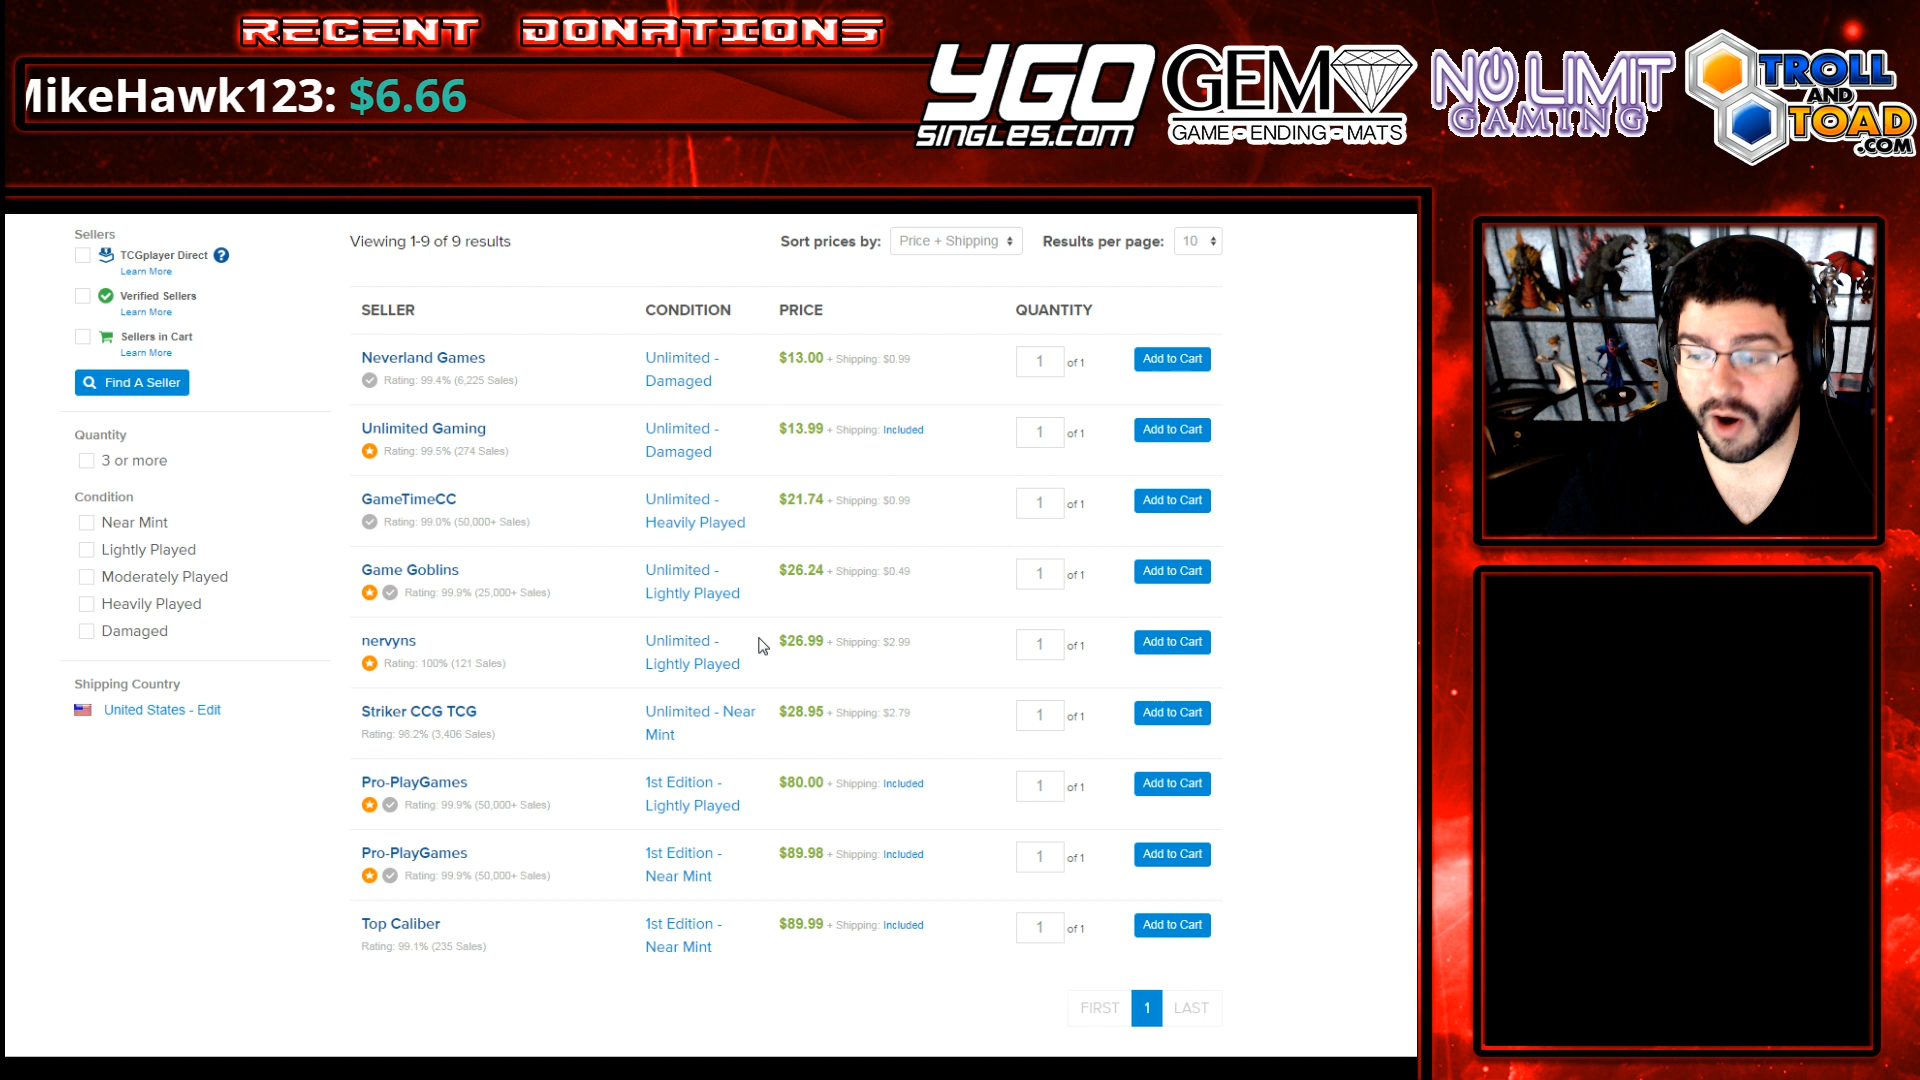 RECENT DONATIONS
MikeHawk123: $6.66
YGO
SINGLES.COM
GEM
GAME - ENDING - MATS
NO LIMIT
GAMING
TROLL
AND
TOAD
.COM
Sellers
TCGplayer Direct ?
Learn More
Verified Sellers
Learn More
Sellers in Cart
Learn More
Find A Seller
Quantity
3 or more
Condition
Near Mint
Lightly Played
Moderately Played
Heavily Played
Damaged
Shipping Country
United States - Edit
Viewing 1-9 of 9 results
Sort prices by: Price + Shipping Results per page: 10
SELLER CONDITION PRICE QUANTITY
Neverland Games Unlimited - $13.00 + Shipping: $0.99 1 of 1 Add to Cart
Rating: 99.4% (6,225 Sales) Damaged
Unlimited Gaming Unlimited - $13.99 + Shipping: Included 1 of 1 Add to Cart
Rating: 99.5% (274 Sales) Damaged
GameTimeCC Unlimited - $21.74 + Shipping: $0.99 1 of 1 Add to Cart
Rating: 99.0% (50,000+ Sales) Heavily Played
Game Goblins Unlimited - $26.24 + Shipping: $0.49 1 of 1 Add to Cart
Rating: 99.9% (25,000+ Sales) Lightly Played
nervyns Unlimited - $26.99 + Shipping: $2.99 1 of 1 Add to Cart
Rating: 100% (121 Sales) Lightly Played
Striker CCG TCG Unlimited - Near $28.95 + Shipping: $2.79 1 of 1 Add to Cart
Rating: 98.2% (3,406 Sales) Mint
Pro-PlayGames 1st Edition - $80.00 + Shipping: Included 1 of 1 Add to Cart
Rating: 99.9% (50,000+ Sales) Lightly Played
Pro-PlayGames 1st Edition - $89.98 + Shipping: Included 1 of 1 Add to Cart
Rating: 99.9% (50,000+ Sales) Near Mint
Top Caliber 1st Edition - $89.99 + Shipping: Included 1 of 1 Add to Cart
Rating: 99.1% (235 Sales) Near Mint
FIRST 1 LAST